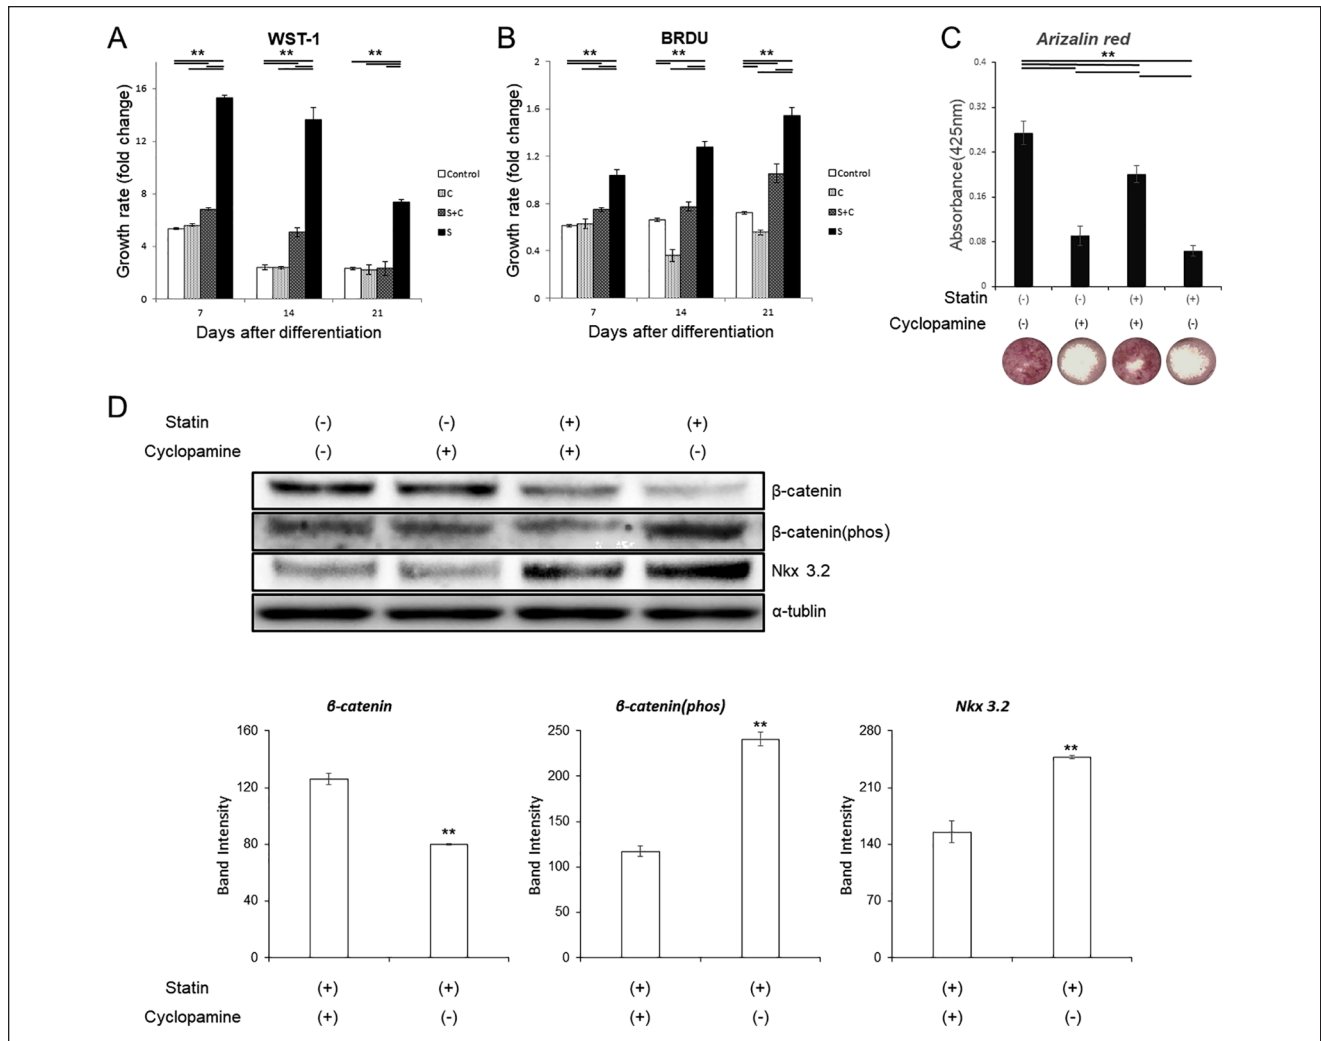 A
WST-1
**
**
**
Growth rate (fold change)
16
12
8
4
0
7
14
21
Days after differentiation
Control
C
S+C
S
B
BRDU
**
**
**
Growth rate (fold change)
2
1.6
1.2
0.8
0.4
0
7
14
21
Days after differentiation
Control
C
S+C
S
C
Arizalin red
**
Absorbance(425nm)
0.4
0.32
0.24
0.16
0.08
0
Statin (-) (-) (+) (+)
Cyclopamine (-) (+) (+) (-)
D
Statin (-) (-) (+) (+)
Cyclopamine (-) (+) (+) (-)
β-catenin
β-catenin(phos)
Nkx 3.2
α-tublin
β-catenin
Band Intensity
160
120
80
40
0
**
β-catenin(phos)
Band Intensity
250
200
150
100
50
0
**
Nkx 3.2
Band Intensity
280
210
140
70
0
**
Statin (+) (+) (+) (+) (+) (+)
Cyclopamine (+) (-) (+) (-) (+) (-)